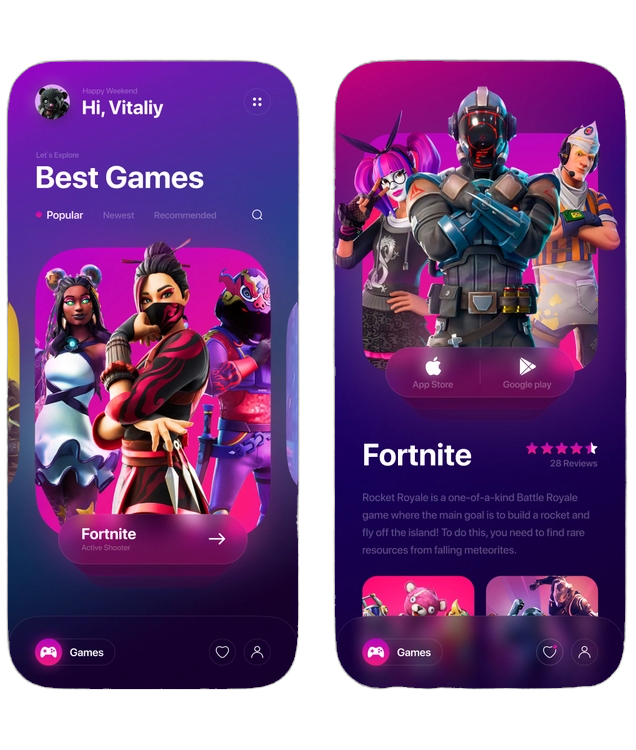 Happy Weekend
Hi, Vitaliy
Let's Explore
Best Games
Popular Newest Recommended
Fortnite
Active Shooter
Games
App Store Google play
Fortnite
28 Reviews
Rocket Royale is a one-of-a-kind Battle Royale
game where the main goal is to build a rocket and
fly off the island! To do this, you need to find rare
resources from falling meteorites.
Games